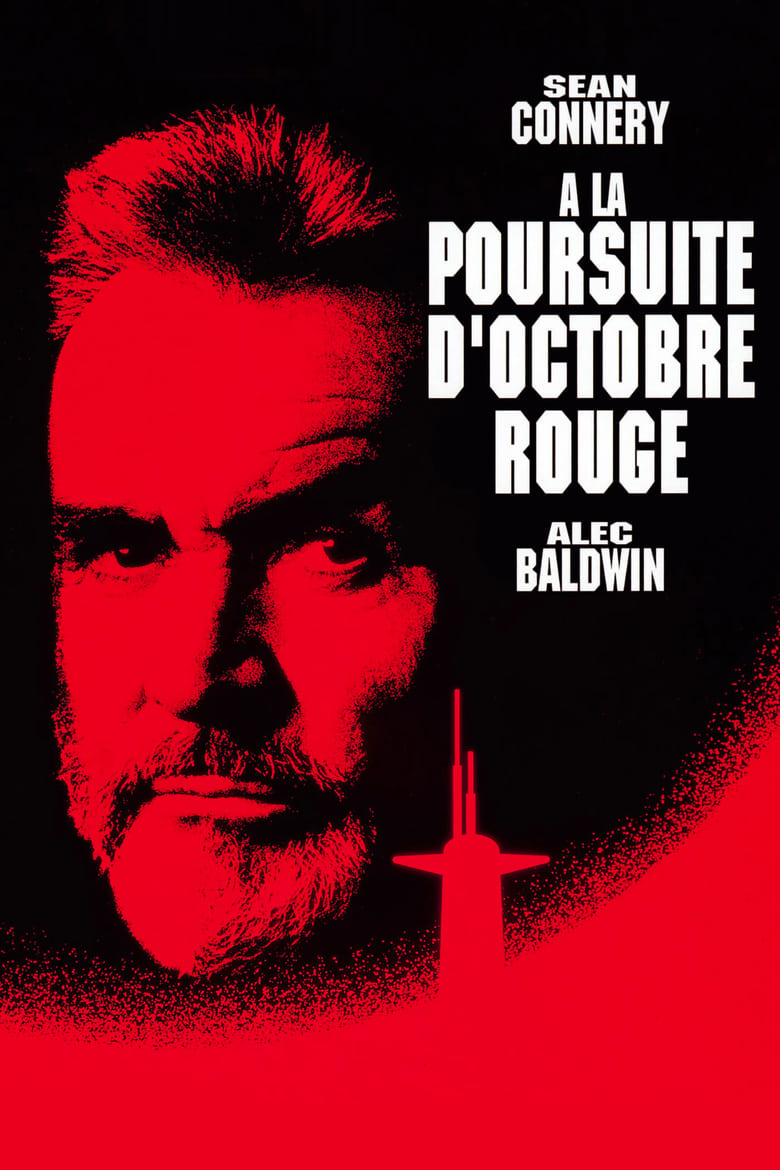 SEAN
CONNERY
A LA
POURSUITE
D'OCTOBRE
ROUGE
ALEC
BALDWIN